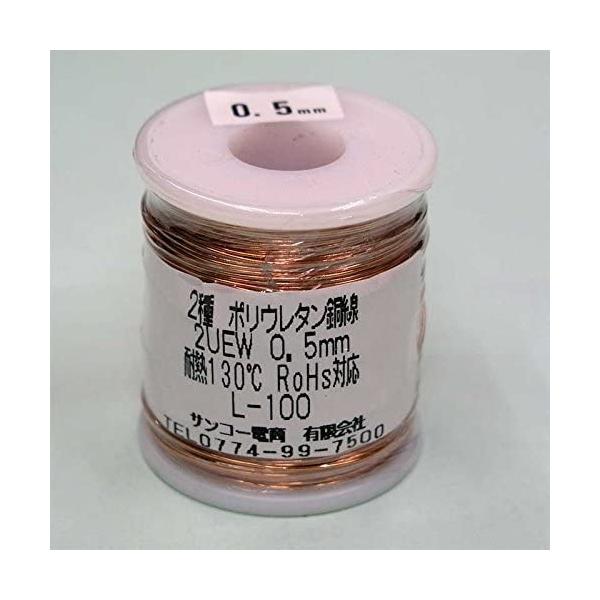 0.5mm
2種 ポリウレタン銅線
2UEW 0.5mm
耐熱130℃ RoHs対応
L-100
サンコー電商 有限会社
TEL0774-99-7500